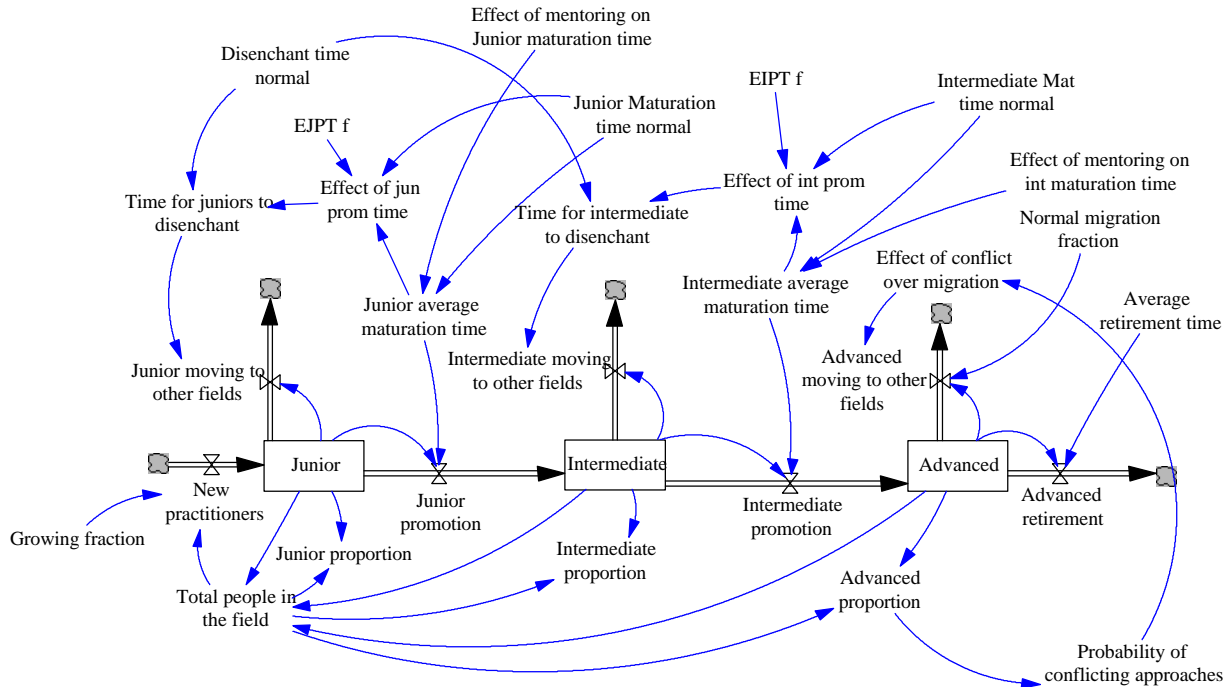 Effect of mentoring on
Junior maturation time
Disenchant time
normal
EIPT f
Intermediate Mat
time normal
Junior Maturation
time normal
EJPT f
Effect of mentoring on
int maturation time
Effect of jun
prom time
Effect of int prom
time
Time for juniors to
disenchant
Time for intermediate
to disenchant
Normal migration
fraction
Effect of conflict
over migration
Intermediate average
maturation time
Junior average
maturation time
Average
retirement time
Junior moving to
other fields
Intermediate moving
to other fields
Advanced
moving to other
fields
Junior
Intermediate
Advanced
New
practitioners
Junior
promotion
Intermediate
promotion
Advanced
retirement
Growing fraction
Junior proportion
Intermediate
proportion
Advanced
proportion
Total people in
the field
Probability of
conflicting approaches